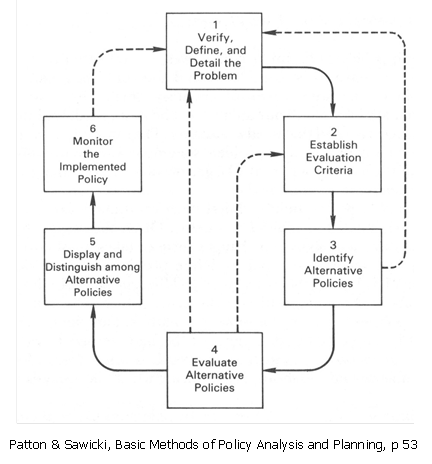 1
Verify,
Define, and
Detail the
Problem
2
Establish
Evaluation
Criteria
3
Identify
Alternative
Policies
4
Evaluate
Alternative
Policies
5
Display and
Distinguish among
Alternative
Policies
6
Monitor
the
Implemented
Policy
Patton & Sawicki, Basic Methods of Policy Analysis and Planning, p 53